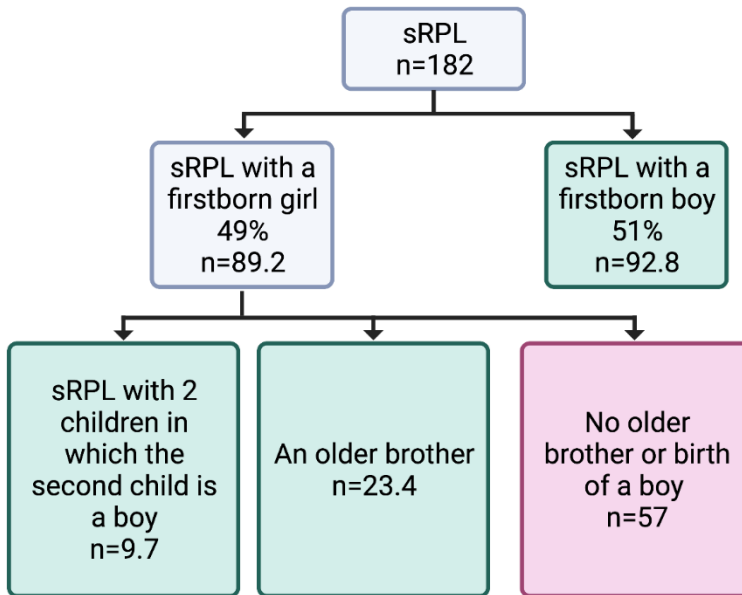 sRPL
n=182
sRPL with a
firstborn girl
49%
n=89.2
sRPL with a
firstborn boy
51%
n=92.8
sRPL with 2
children in
which the
second child is
a boy
n=9.7
An older brother
n=23.4
No older
brother or birth
of a boy
n=57